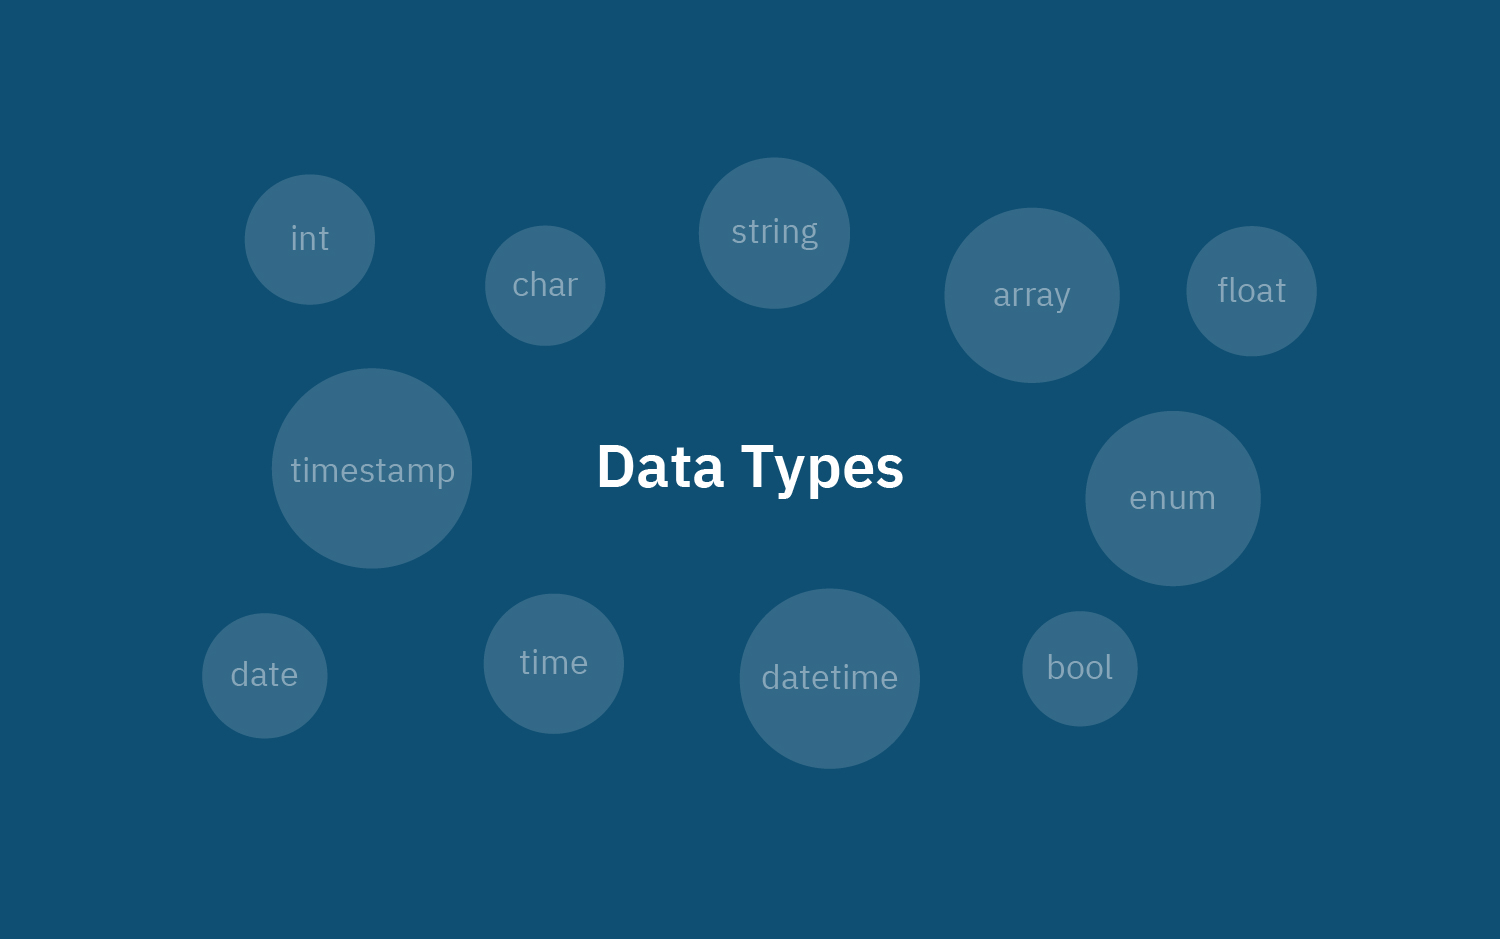 int
char
string
array
float
timestamp
Data Types
enum
date
time
datetime
bool